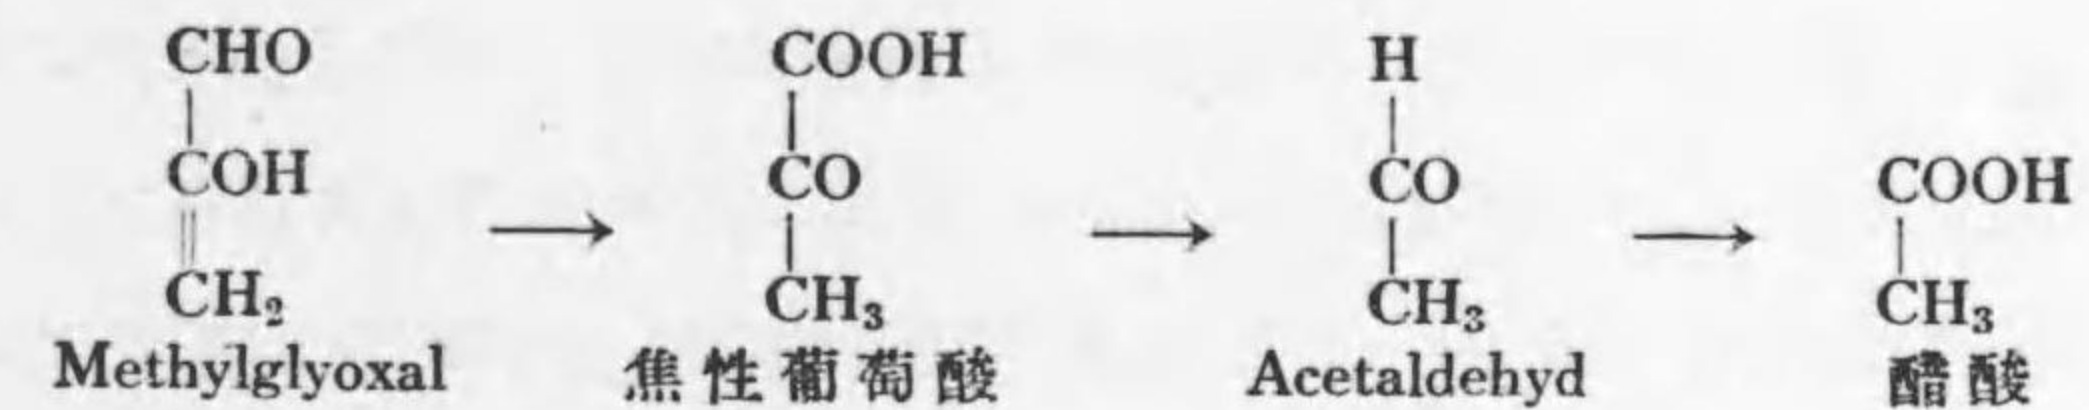 CHO COOH H
COH CO CO COOH
CH₂ CH₃ CH₃ CH₃
Methylglyoxal 焦性葡萄酸 Acetaldehyd 醋酸